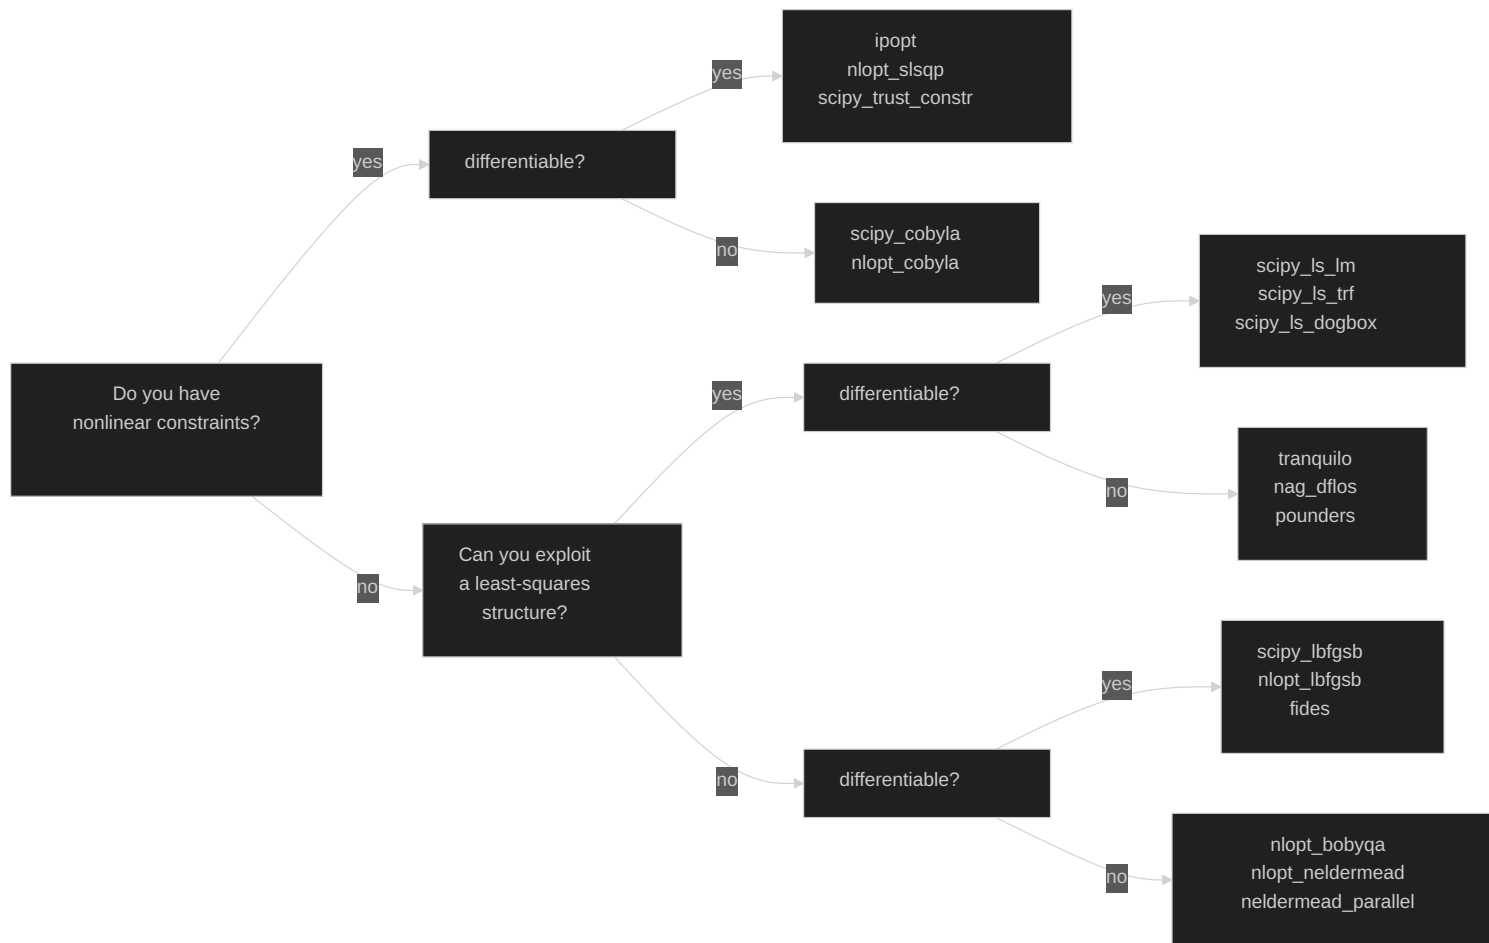 Do you have
nonlinear constraints?
yes
differentiable?
yes
ipopt
nlopt_slsqp
scipy_trust_constr
no
scipy_cobyla
nlopt_cobyla
no
Can you exploit
a least-squares
structure?
yes
differentiable?
yes
scipy_ls_lm
scipy_ls_trf
scipy_ls_dogbox
no
tranquilo
nag_dflos
pounders
no
differentiable?
yes
scipy_lbfgsb
nlopt_lbfgsb
fides
no
nlopt_bobyqa
nlopt_neldermead
neldermead_parallel